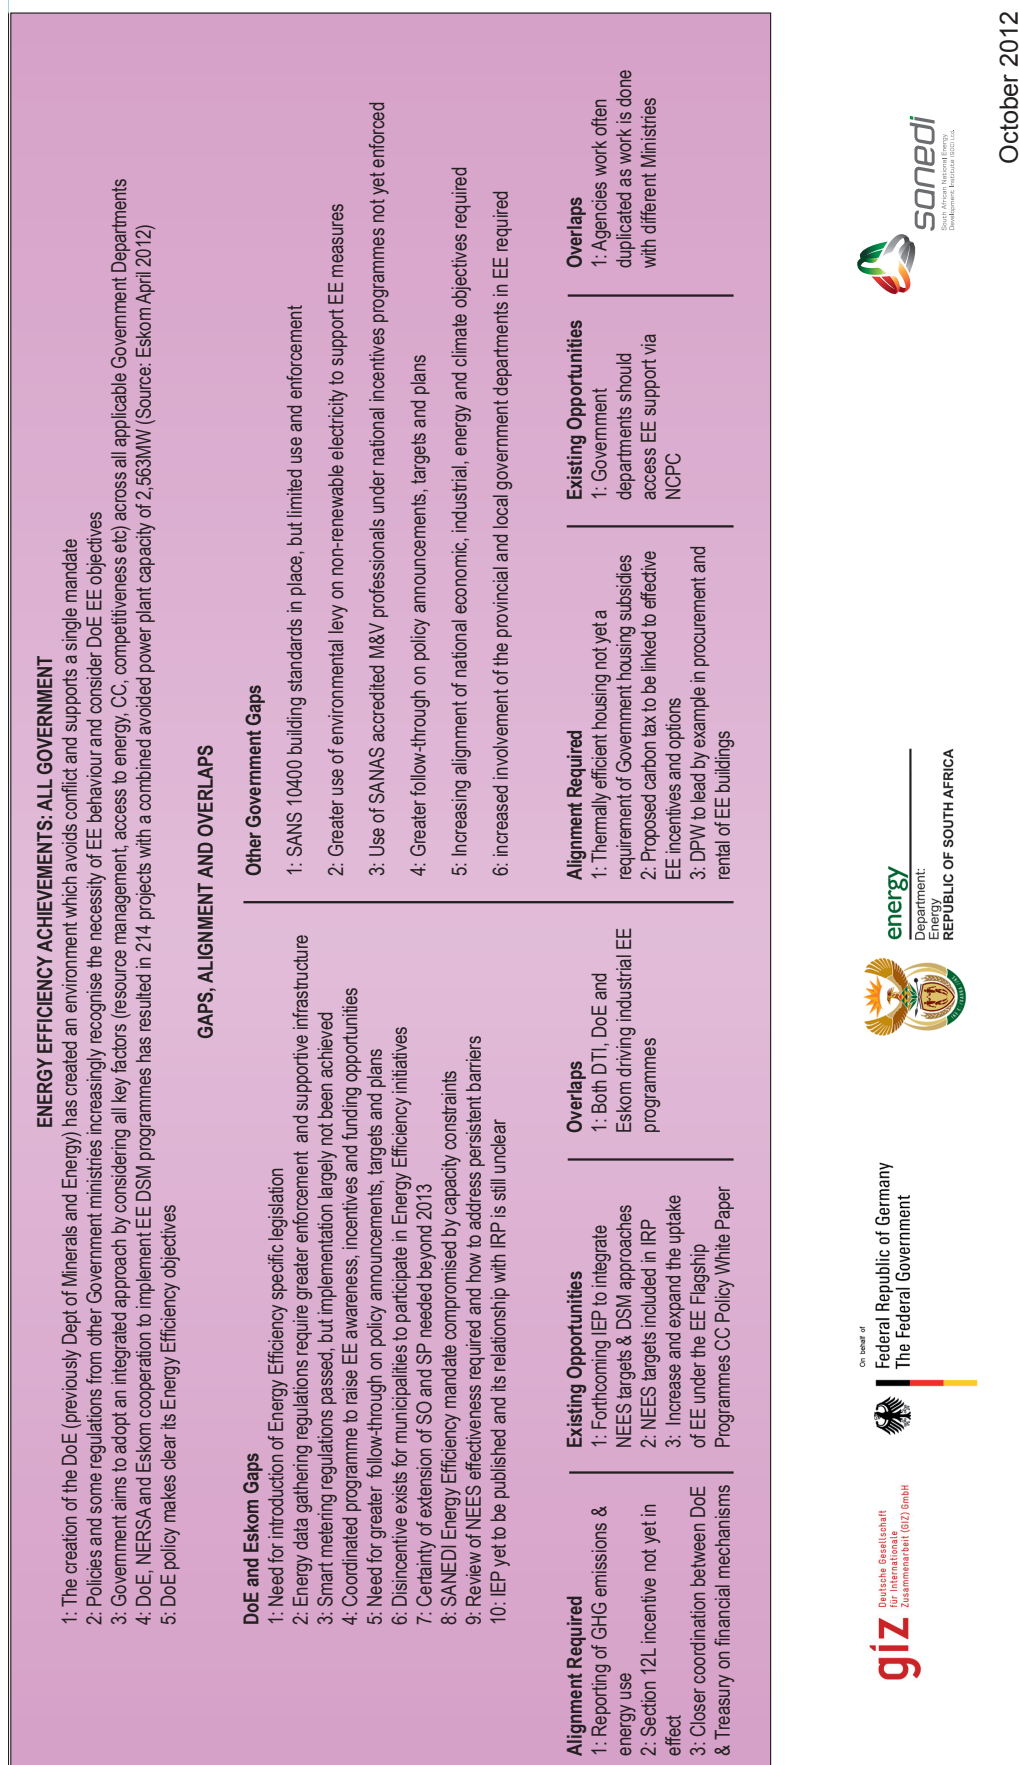 ENERGY EFFICIENCY ACHIEVEMENTS: ALL GOVERNMENT
1: The creation of the DoE (previously Dept of Minerals and Energy) has created an environment which avoids conflict and supports a single mandate
2: Policies and some regulations from other Government ministries increasingly recognise the necessity of EE behaviour and consider DoE EE objectives
3: Government aims to adopt an integrated approach by considering all key factors (resource management, access to energy, CC, competitiveness etc) across all applicable Government Departments
4: DoE, NERSA and Eskom cooperation to implement EE DSM programmes has resulted in 214 projects with a combined avoided power plant capacity of 2,563MW (Source: Eskom April 2012)
5: DoE policy makes clear its Energy Efficiency objectives
GAPS, ALIGNMENT AND OVERLAPS
DoE and Eskom Gaps
1: Need for introduction of Energy Efficiency specific legislation
2: Energy data gathering regulations require greater enforcement and supportive infrastructure
3: Smart metering regulations passed, but implementation largely not been achieved
4: Coordinated programme to raise EE awareness, incentives and funding opportunities
5: Need for greater follow-through on policy announcements, targets and plans
6: Disincentive exists for municipalities to participate in Energy Efficiency initiatives
7: Certainty of extension of SO and SP needed beyond 2013
8: SANEDI Energy Efficiency mandate compromised by capacity constraints
9: Review of NEES effectiveness required and how to address persistent barriers
10: IEP yet to be published and its relationship with IRP is still unclear
Other Government Gaps
1: SANS 10400 building standards in place, but limited use and enforcement
2: Greater use of environmental levy on non-renewable electricity to support EE measures
3: Use of SANAS accredited M&V professionals under national incentives programmes not yet enforced
4: Greater follow-through on policy announcements, targets and plans
5: Increasing alignment of national economic, industrial, energy and climate objectives required
6: increased involvement of the provincial and local government departments in EE required
Alignment Required
1: Reporting of GHG emissions &
energy use
2: Section 12L incentive not yet in
effect
3: Closer coordination between DoE
& Treasury on financial mechanisms
Existing Opportunities
1: Forthcoming IEP to integrate
NEES targets & DSM approaches
2: NEES targets included in IRP
3: Increase and expand the uptake
of EE under the EE Flagship
Programmes CC Policy White Paper
Overlaps
1: Both DTI, DoE and
Eskom driving industrial EE
programmes
Alignment Required
1: Thermally efficient housing not yet a
requirement of Government housing subsidies
2: Proposed carbon tax to be linked to effective
EE incentives and options
3: DPW to lead by example in procurement and
rental of EE buildings
Existing Opportunities
1: Government
departments should
access EE support via
NCPC
Overlaps
1: Agencies work often
duplicated as work is done
with different Ministries
giz
Deutsche Gesellschaft
für Internationale
Zusammenarbeit (GIZ) GmbH
On behalf of
Federal Republic of Germany
The Federal Government
energy
Department:
Energy
REPUBLIC OF SOUTH AFRICA
sanedi
South African National Energy
Development Institute (SOC) Ltd.
October 2012